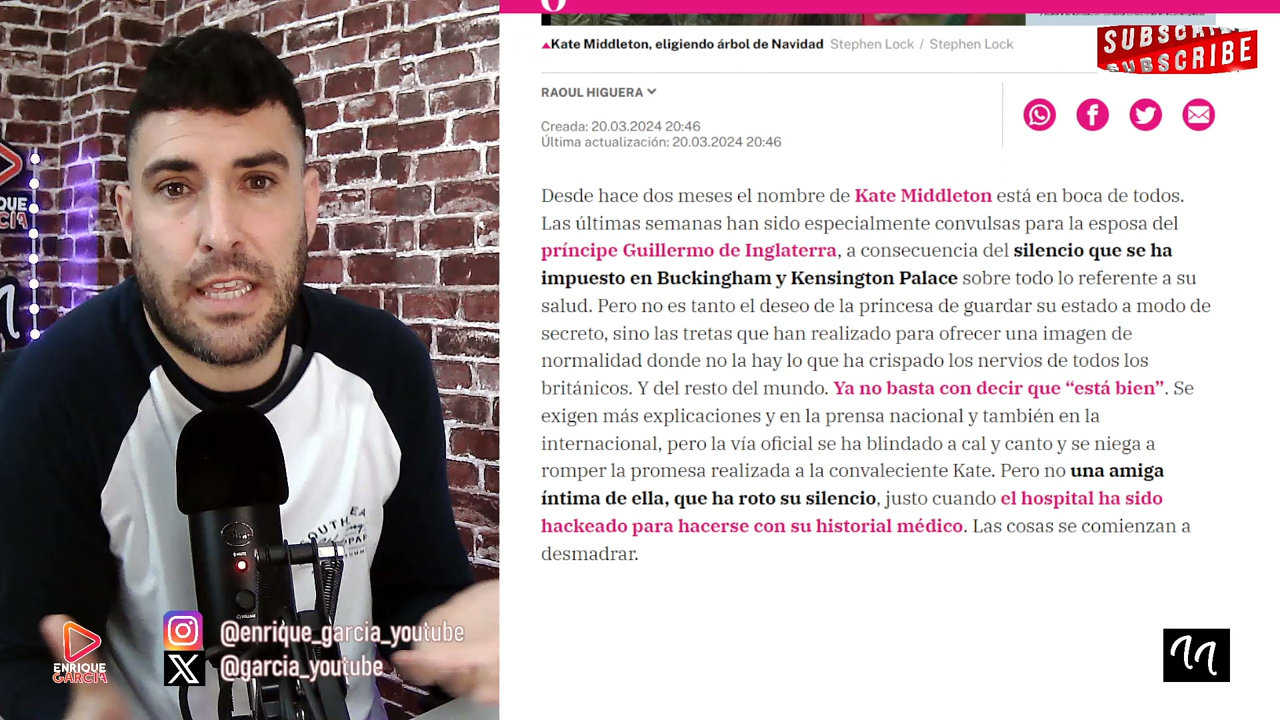 SUBSCRIBE
SUBSCRIBE
▲Kate Middleton, eligiendo árbol de Navidad Stephen Lock / Stephen Lock
RAOUL HIGUERA
Creada: 20.03.2024 20:46
Última actualización: 20.03.2024 20:46
Desde hace dos meses el nombre de Kate Middleton está en boca de todos.
Las últimas semanas han sido especialmente convulsas para la esposa del
príncipe Guillermo de Inglaterra, a consecuencia del silencio que se ha
impuesto en Buckingham y Kensington Palace sobre todo lo referente a su
salud. Pero no es tanto el deseo de la princesa de guardar su estado a modo de
secreto, sino las tretas que han realizado para ofrecer una imagen de
normalidad donde no la hay lo que ha crispado los nervios de todos los
británicos. Y del resto del mundo. Ya no basta con decir que “está bien”. Se
exigen más explicaciones y en la prensa nacional y también en la
internacional, pero la vía oficial se ha blindado a cal y canto y se niega a
romper la promesa realizada a la convaleciente Kate. Pero no una amiga
íntima de ella, que ha roto su silencio, justo cuando el hospital ha sido
hackeado para hacerse con su historial médico. Las cosas se comienzan a
desmadrar.
@enrique_garcia_youtube
@garcia_youtube
ENRIQUE
GARCIA